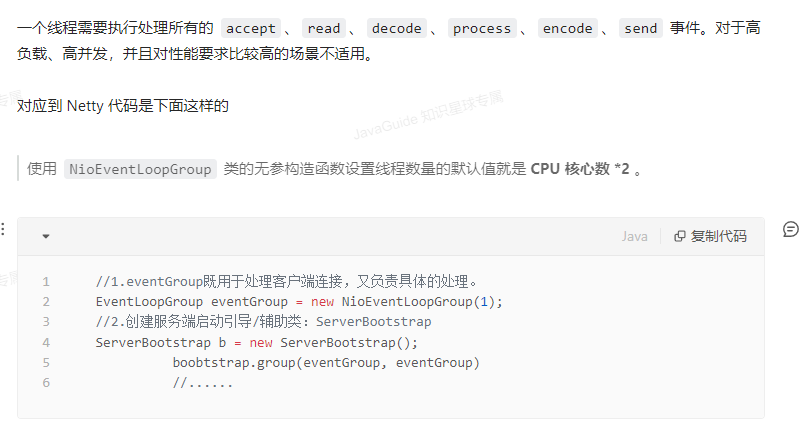 一个线程需要执行处理所有的 accept 、 read 、 decode 、 process 、 encode 、 send 事件。对于高
负载、高并发，并且对性能要求比较高的场景不适用。
对应到 Netty 代码是下面这样的
JavaGuide 知识星球专属
使用 NioEventLoopGroup 类的无参构造函数设置线程数量的默认值就是 CPU 核心数 *2 。
Java 复制代码
1 //1.eventGroup既用于处理客户端连接，又负责具体的处理。
2 EventLoopGroup eventGroup = new NioEventLoopGroup(1);
3 //2.创建服务端启动引导/辅助类：ServerBootstrap
4 ServerBootstrap b = new ServerBootstrap();
5 boobtstrap.group(eventGroup, eventGroup)
6 //......